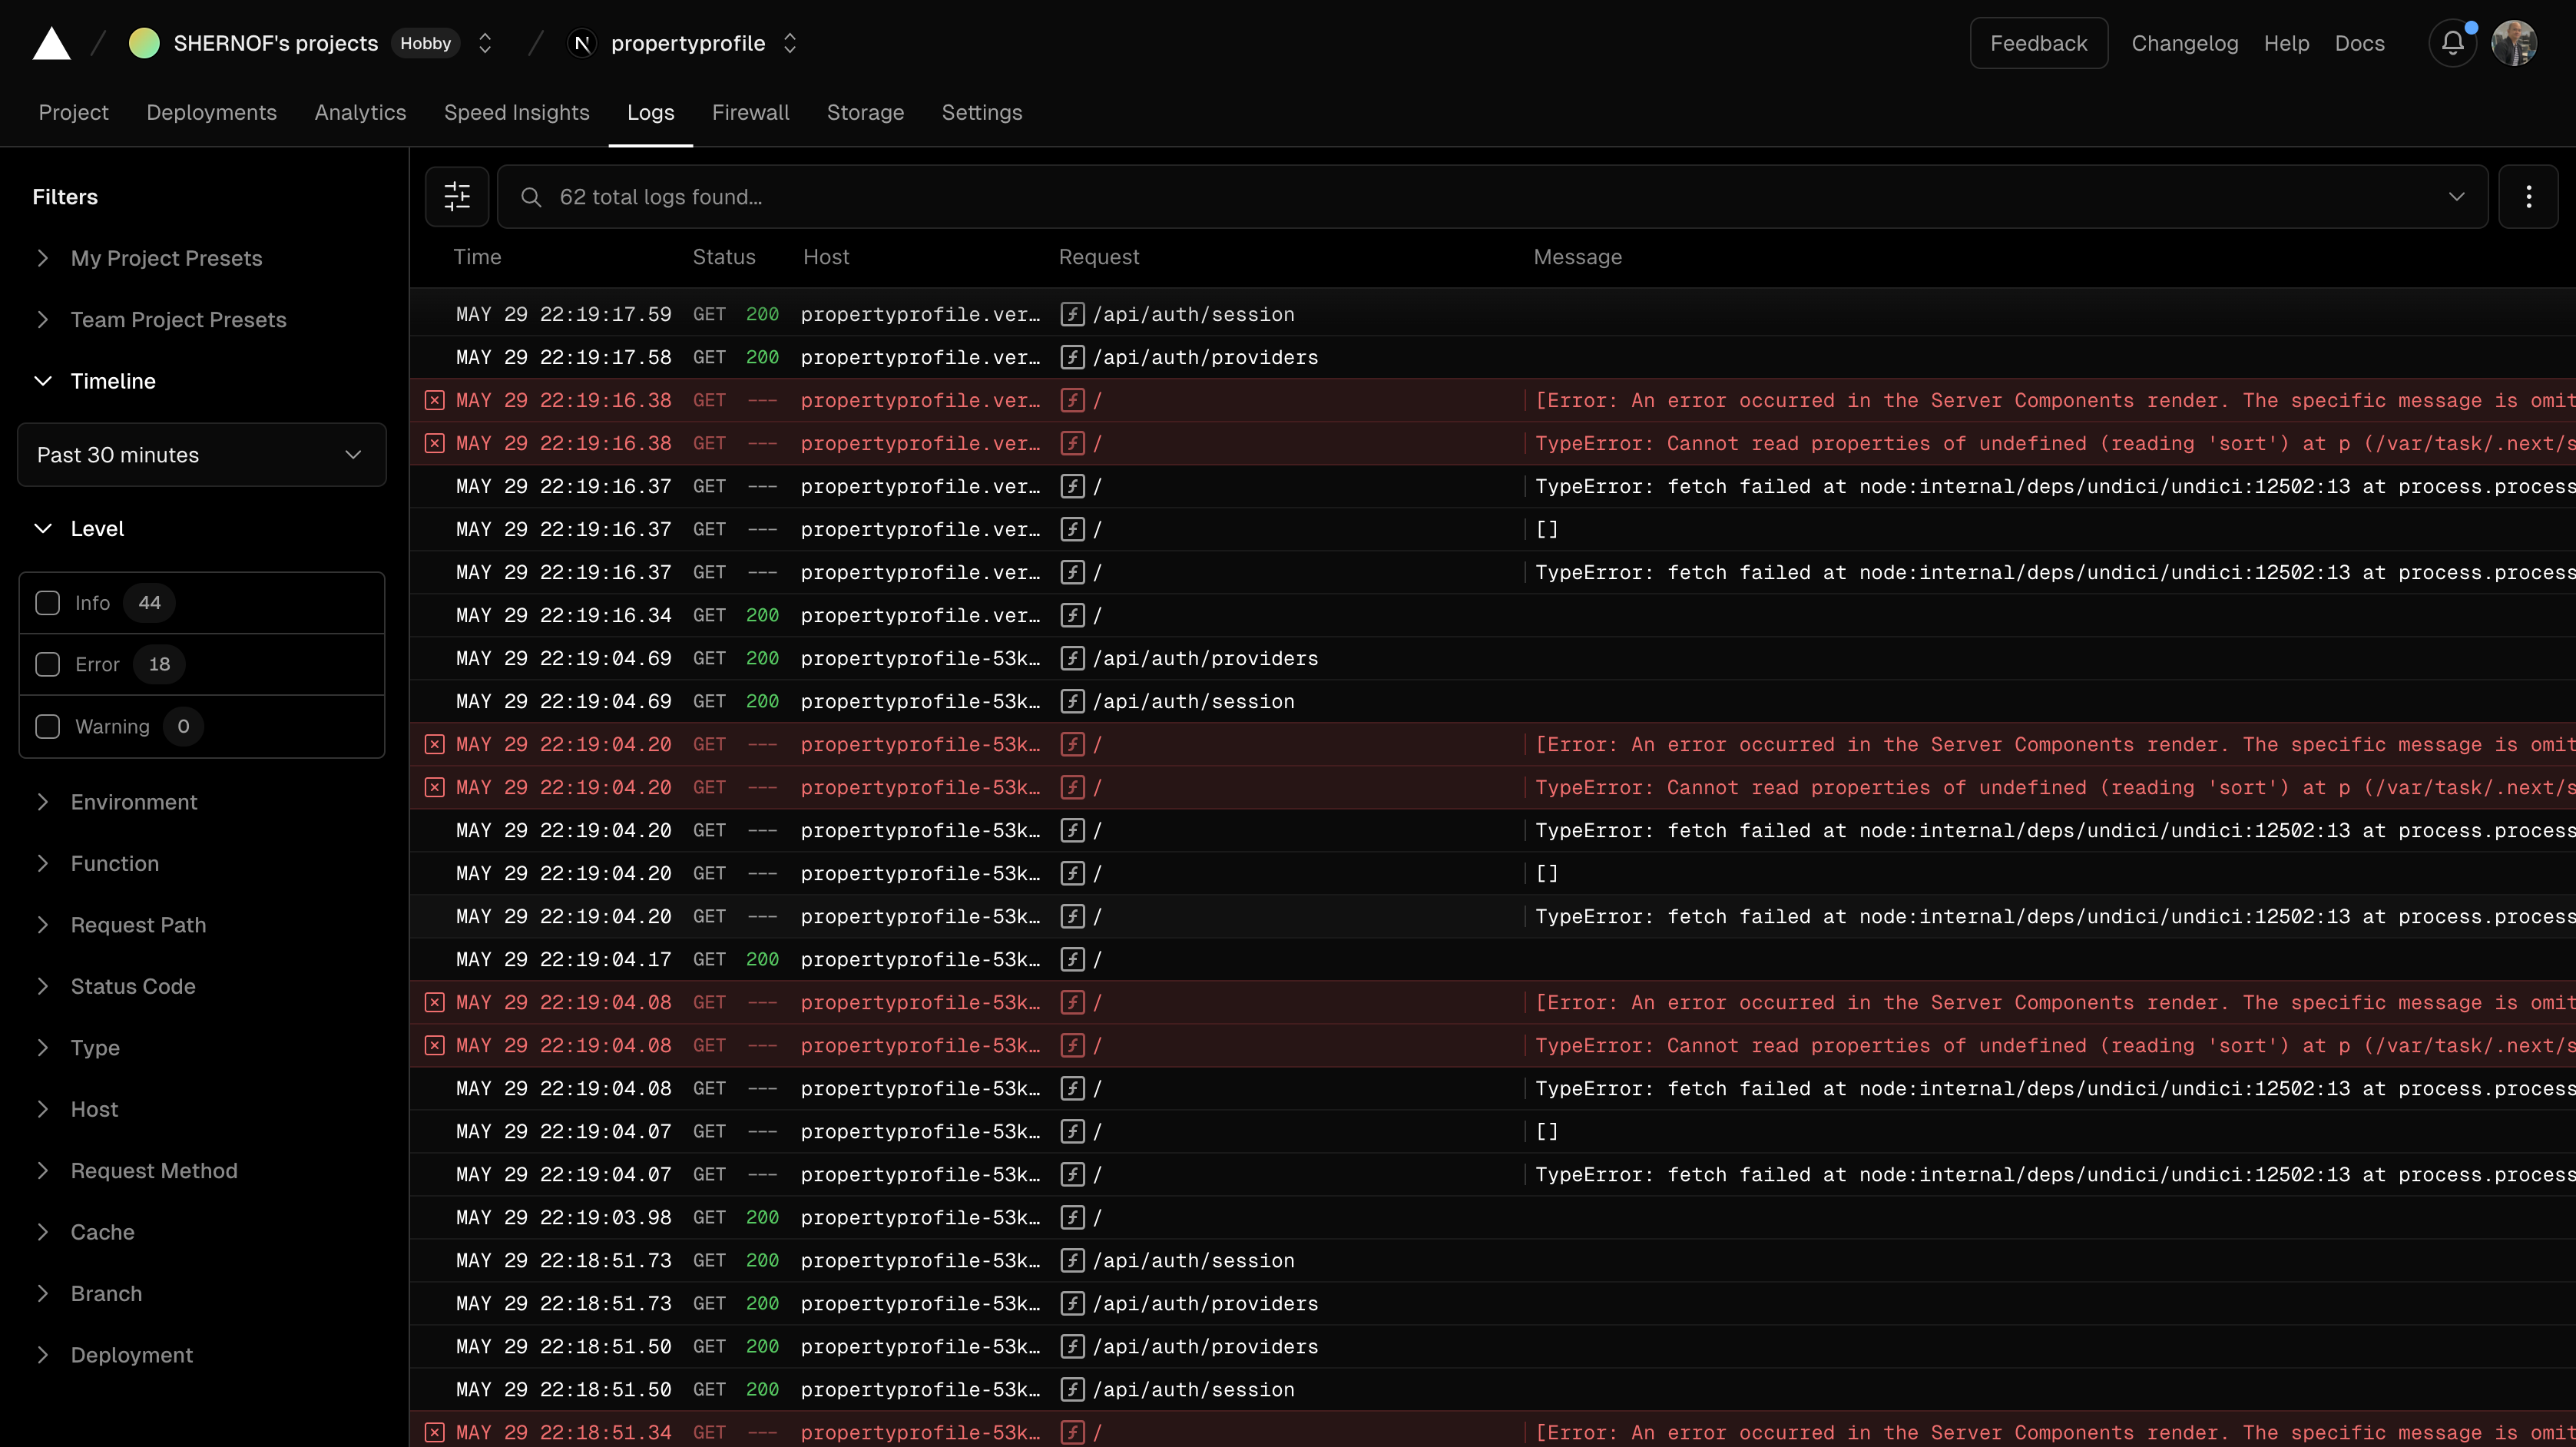 SHERNOF's projects Hobby propertyprofile Feedback Changelog Help Docs
Project Deployments Analytics Speed Insights Logs Firewall Storage Settings
Filters
My Project Presets
Team Project Presets
Timeline
Past 30 minutes
Level
Info 44
Error 18
Warning 0
Environment
Function
Request Path
Status Code
Type
Host
Request Method
Cache
Branch
Deployment
62 total logs found...
Time Status Host Request Message
MAY 29 22:19:17.59 GET 200 propertyprofile.ver… /api/auth/session
MAY 29 22:19:17.58 GET 200 propertyprofile.ver… /api/auth/providers
MAY 29 22:19:16.38 GET --- propertyprofile.ver… / [Error: An error occurred in the Server Components render. The specific message is omit
MAY 29 22:19:16.38 GET --- propertyprofile.ver… / TypeError: Cannot read properties of undefined (reading 'sort') at p (/var/task/.next/s
MAY 29 22:19:16.37 GET --- propertyprofile.ver… / TypeError: fetch failed at node:internal/deps/undici/undici:12502:13 at process.process
MAY 29 22:19:16.37 GET --- propertyprofile.ver… / []
MAY 29 22:19:16.37 GET --- propertyprofile.ver… / TypeError: fetch failed at node:internal/deps/undici/undici:12502:13 at process.process
MAY 29 22:19:16.34 GET 200 propertyprofile.ver… /
MAY 29 22:19:04.69 GET 200 propertyprofile-53k… /api/auth/providers
MAY 29 22:19:04.69 GET 200 propertyprofile-53k… /api/auth/session
MAY 29 22:19:04.20 GET --- propertyprofile-53k… / [Error: An error occurred in the Server Components render. The specific message is omit
MAY 29 22:19:04.20 GET --- propertyprofile-53k… / TypeError: Cannot read properties of undefined (reading 'sort') at p (/var/task/.next/s
MAY 29 22:19:04.20 GET --- propertyprofile-53k… / TypeError: fetch failed at node:internal/deps/undici/undici:12502:13 at process.process
MAY 29 22:19:04.20 GET --- propertyprofile-53k… / []
MAY 29 22:19:04.20 GET --- propertyprofile-53k… / TypeError: fetch failed at node:internal/deps/undici/undici:12502:13 at process.process
MAY 29 22:19:04.17 GET 200 propertyprofile-53k… /
MAY 29 22:19:04.08 GET --- propertyprofile-53k… / [Error: An error occurred in the Server Components render. The specific message is omit
MAY 29 22:19:04.08 GET --- propertyprofile-53k… / TypeError: Cannot read properties of undefined (reading 'sort') at p (/var/task/.next/s
MAY 29 22:19:04.08 GET --- propertyprofile-53k… / TypeError: fetch failed at node:internal/deps/undici/undici:12502:13 at process.process
MAY 29 22:19:04.07 GET --- propertyprofile-53k… / []
MAY 29 22:19:04.07 GET --- propertyprofile-53k… / TypeError: fetch failed at node:internal/deps/undici/undici:12502:13 at process.process
MAY 29 22:19:03.98 GET 200 propertyprofile-53k… /
MAY 29 22:18:51.73 GET 200 propertyprofile-53k… /api/auth/session
MAY 29 22:18:51.73 GET 200 propertyprofile-53k… /api/auth/providers
MAY 29 22:18:51.50 GET 200 propertyprofile-53k… /api/auth/providers
MAY 29 22:18:51.50 GET 200 propertyprofile-53k… /api/auth/session
MAY 29 22:18:51.34 GET --- propertyprofile-53k… / [Error: An error occurred in the Server Components render. The specific message is omit